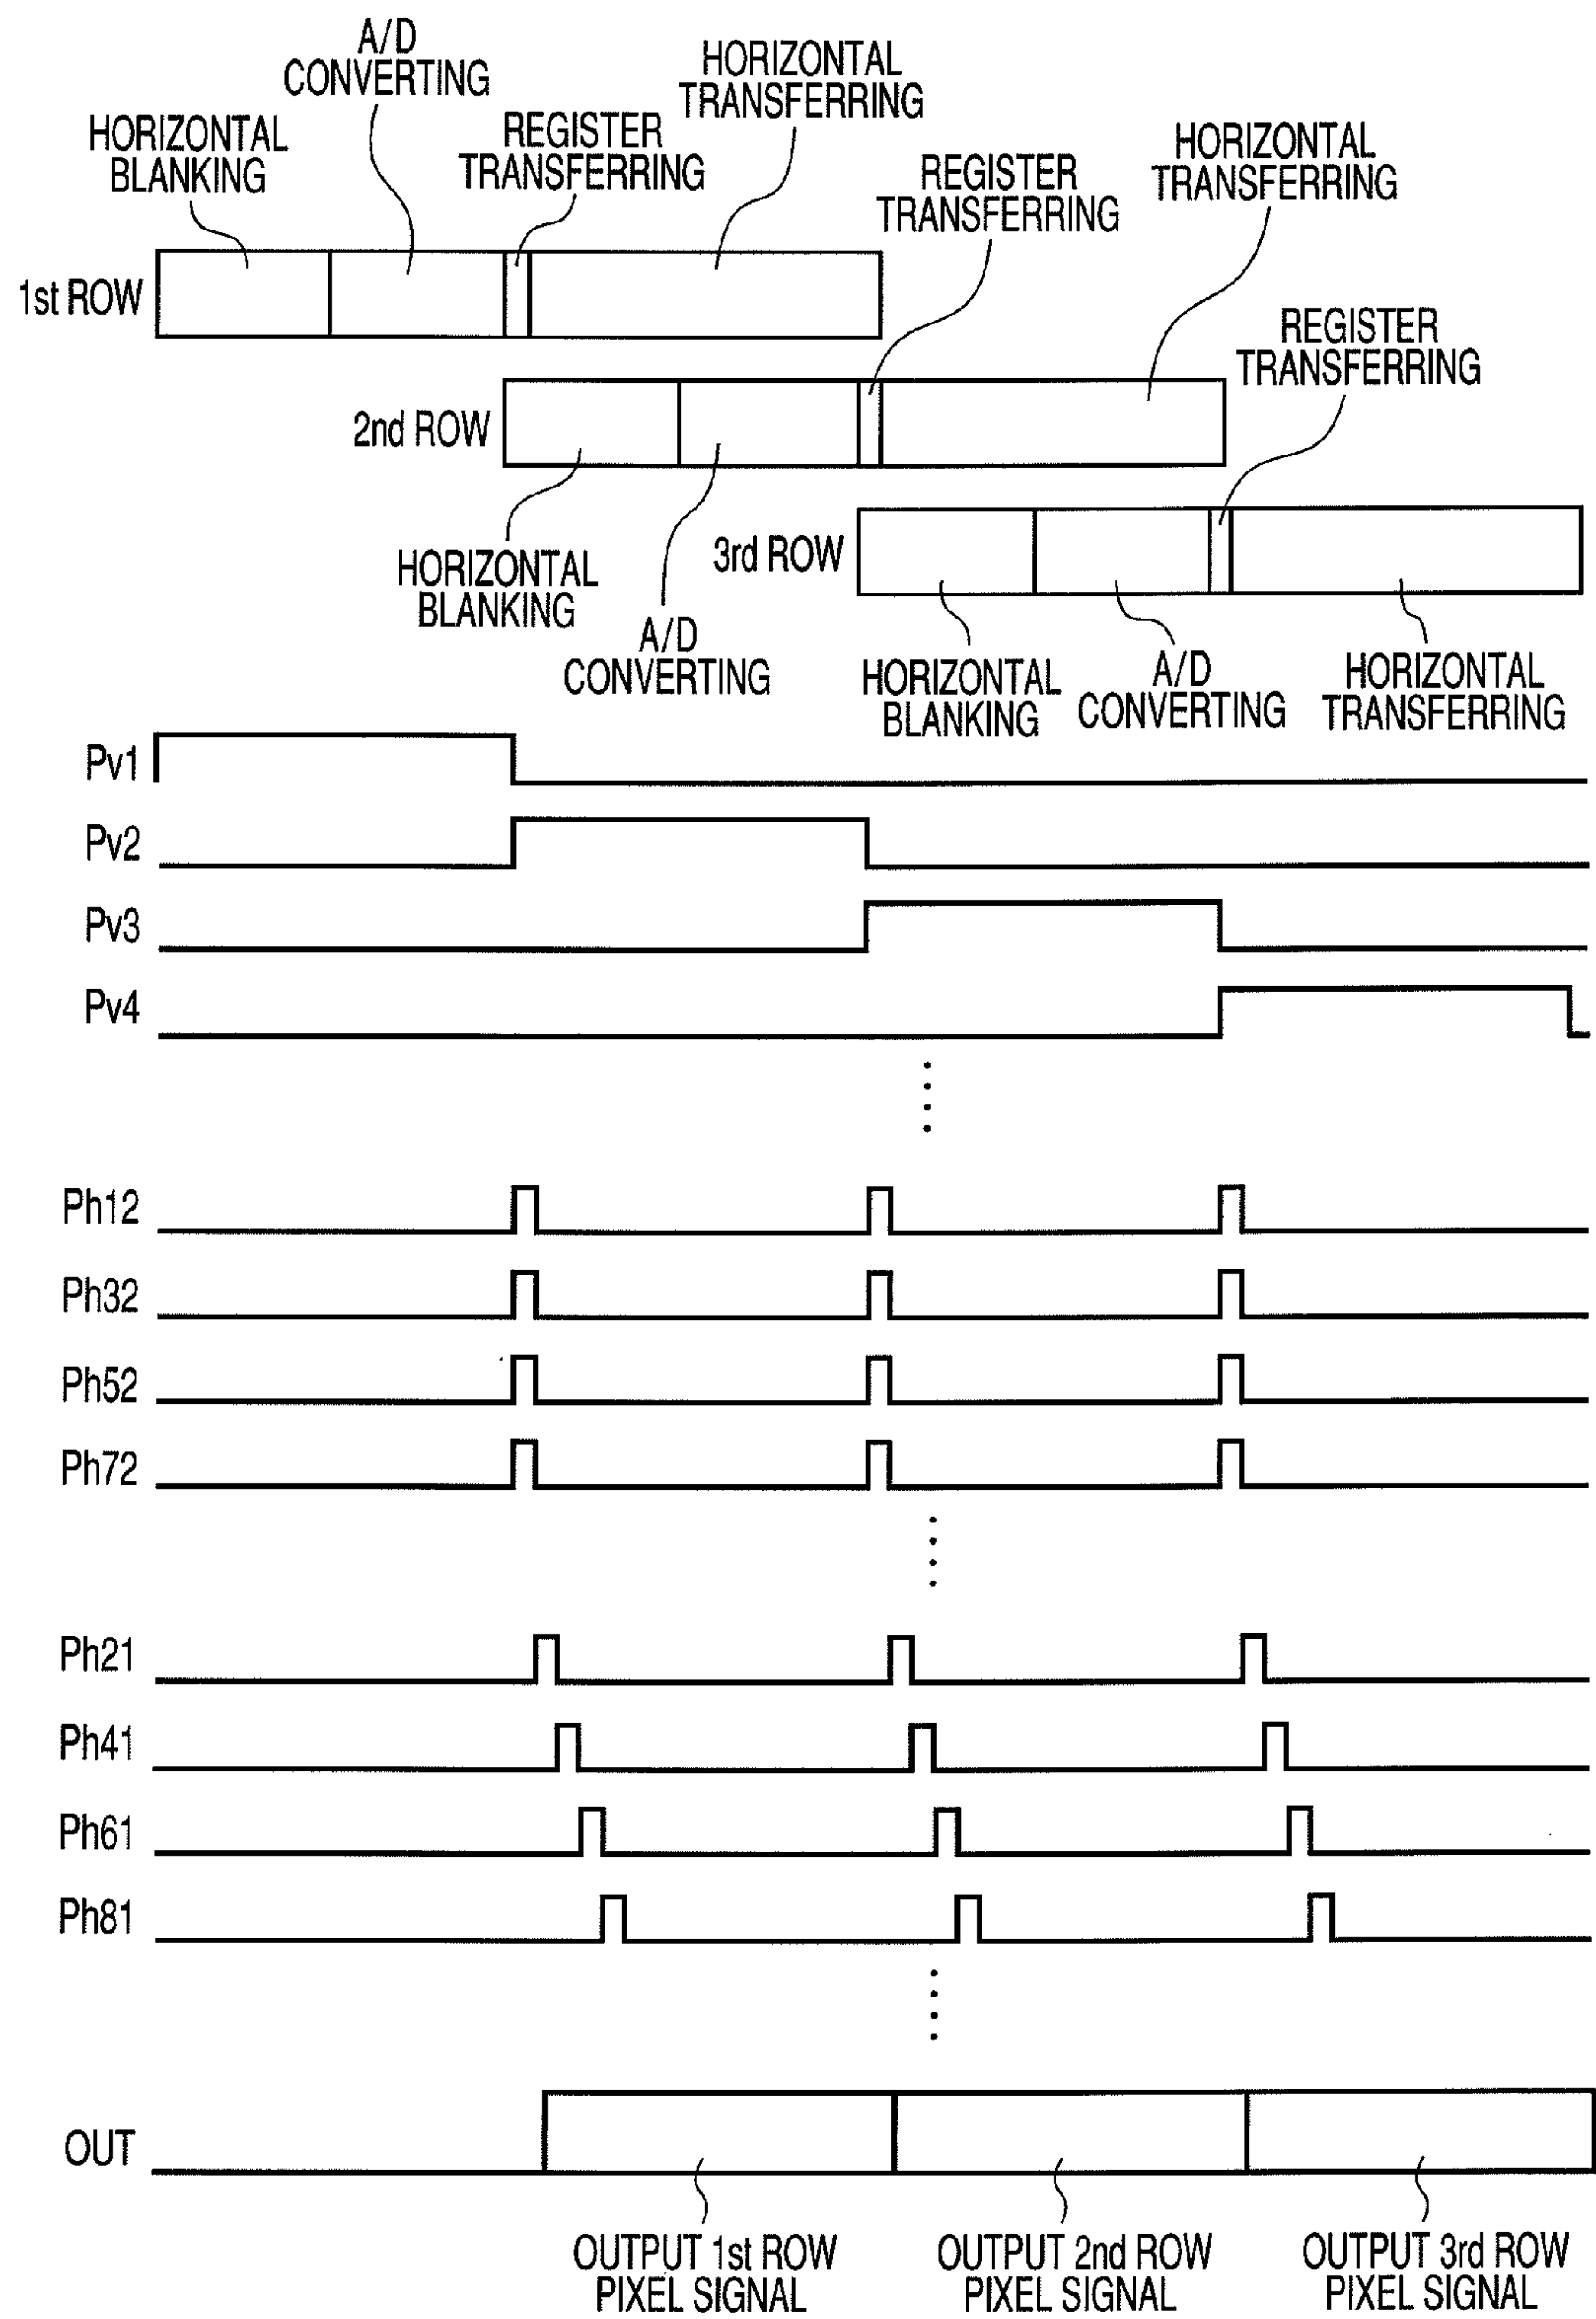 A/D
CONVERTING
HORIZONTAL
TRANSFERRING
HORIZONTAL
BLANKING
REGISTER
TRANSFERRING
REGISTER
TRANSFERRING
HORIZONTAL
TRANSFERRING
1st ROW
REGISTER
TRANSFERRING
2nd ROW
HORIZONTAL
BLANKING
3rd ROW
A/D
CONVERTING
HORIZONTAL
BLANKING
A/D
CONVERTING
HORIZONTAL
TRANSFERRING
Pv1
Pv2
Pv3
Pv4
Ph12
Ph32
Ph52
Ph72
Ph21
Ph41
Ph61
Ph81
OUT
OUTPUT 1st ROW
PIXEL SIGNAL
OUTPUT 2nd ROW
PIXEL SIGNAL
OUTPUT 3rd ROW
PIXEL SIGNAL